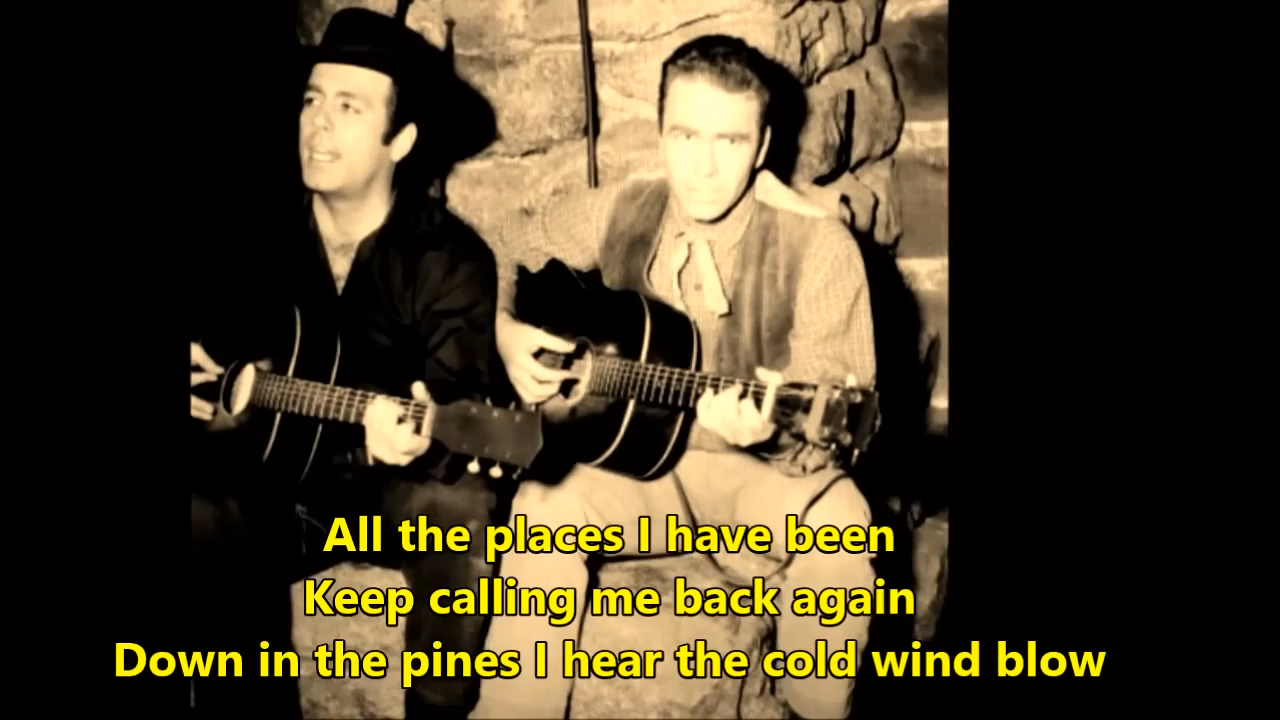 All the places I have been
Keep calling me back again
Down in the pines I hear the cold wind blow